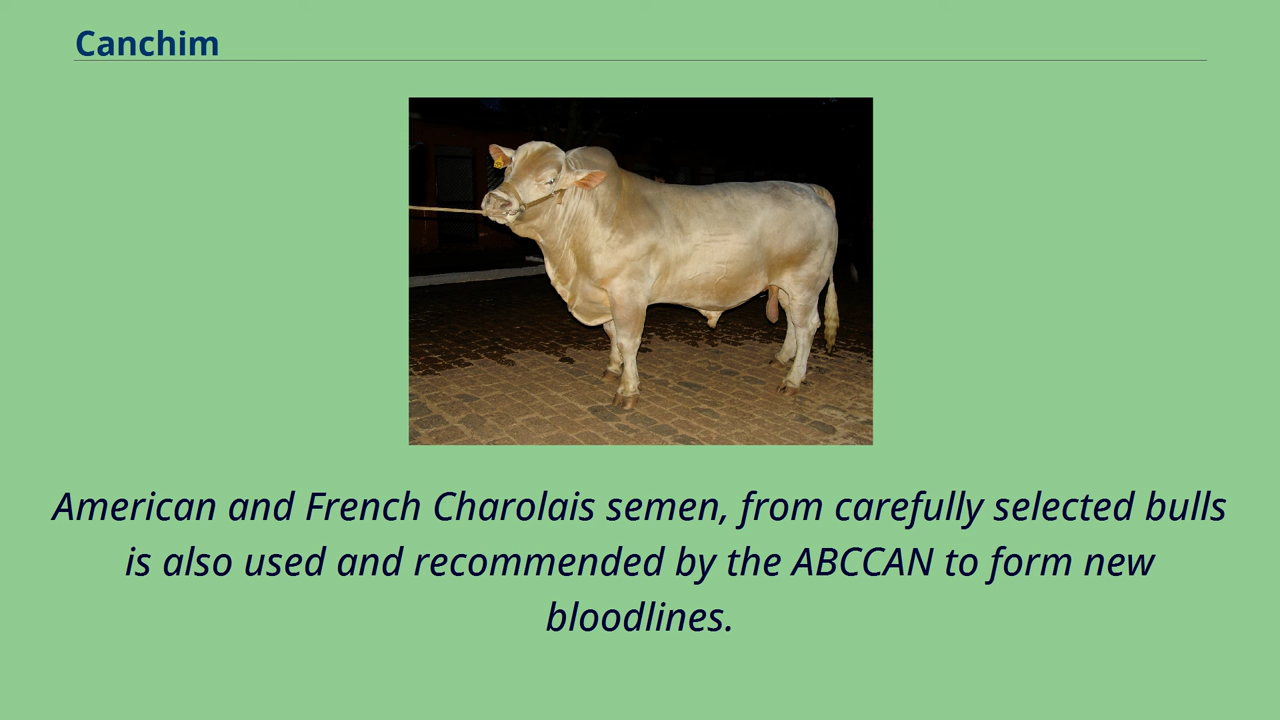 Canchim
American and French Charolais semen, from carefully selected bulls
is also used and recommended by the ABCCAN to form new
bloodlines.